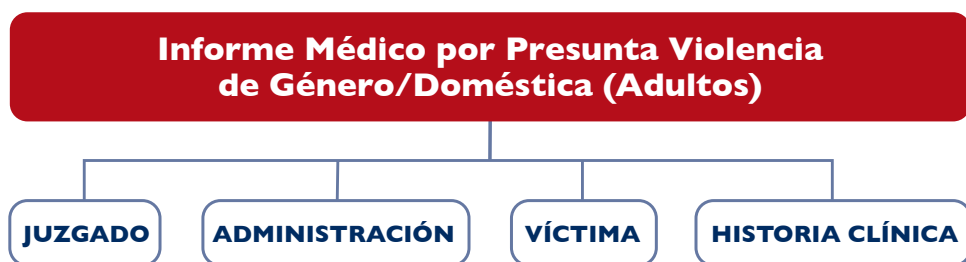 Informe Médico por Presunta Violencia
de Género/Doméstica (Adultos)
JUZGADO
ADMINISTRACIÓN
VÍCTIMA
HISTORIA CLÍNICA